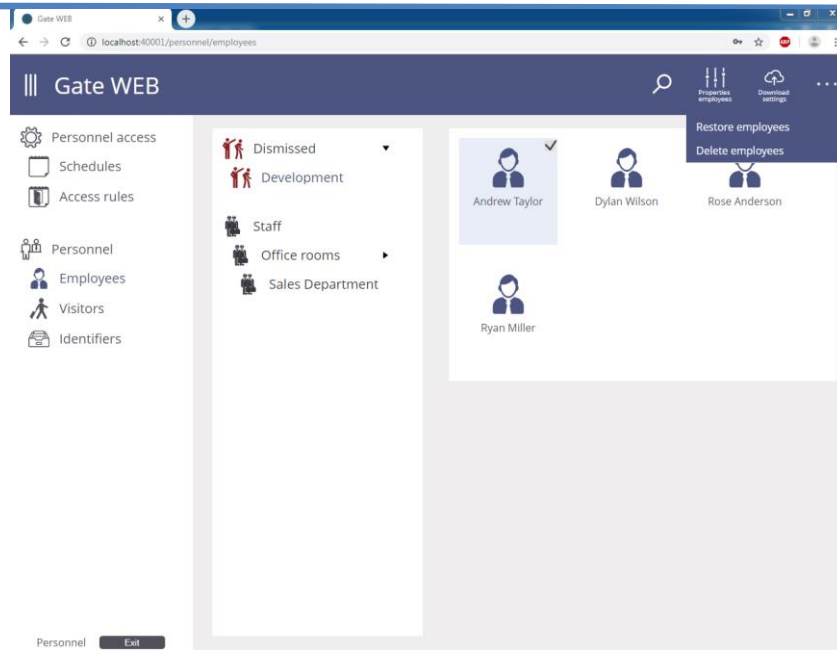 Gate WEB
localhost:40001/personnel/employees
ABP
Gate WEB
Properties
employees
Download
settings
Restore employees
Delete employees
Personnel access
Schedules
Access rules
Personnel
Employees
Visitors
Identifiers
Dismissed
Development
Staff
Office rooms
Sales Department
Andrew Taylor
Dylan Wilson
Rose Anderson
Ryan Miller
Personnel
Exit